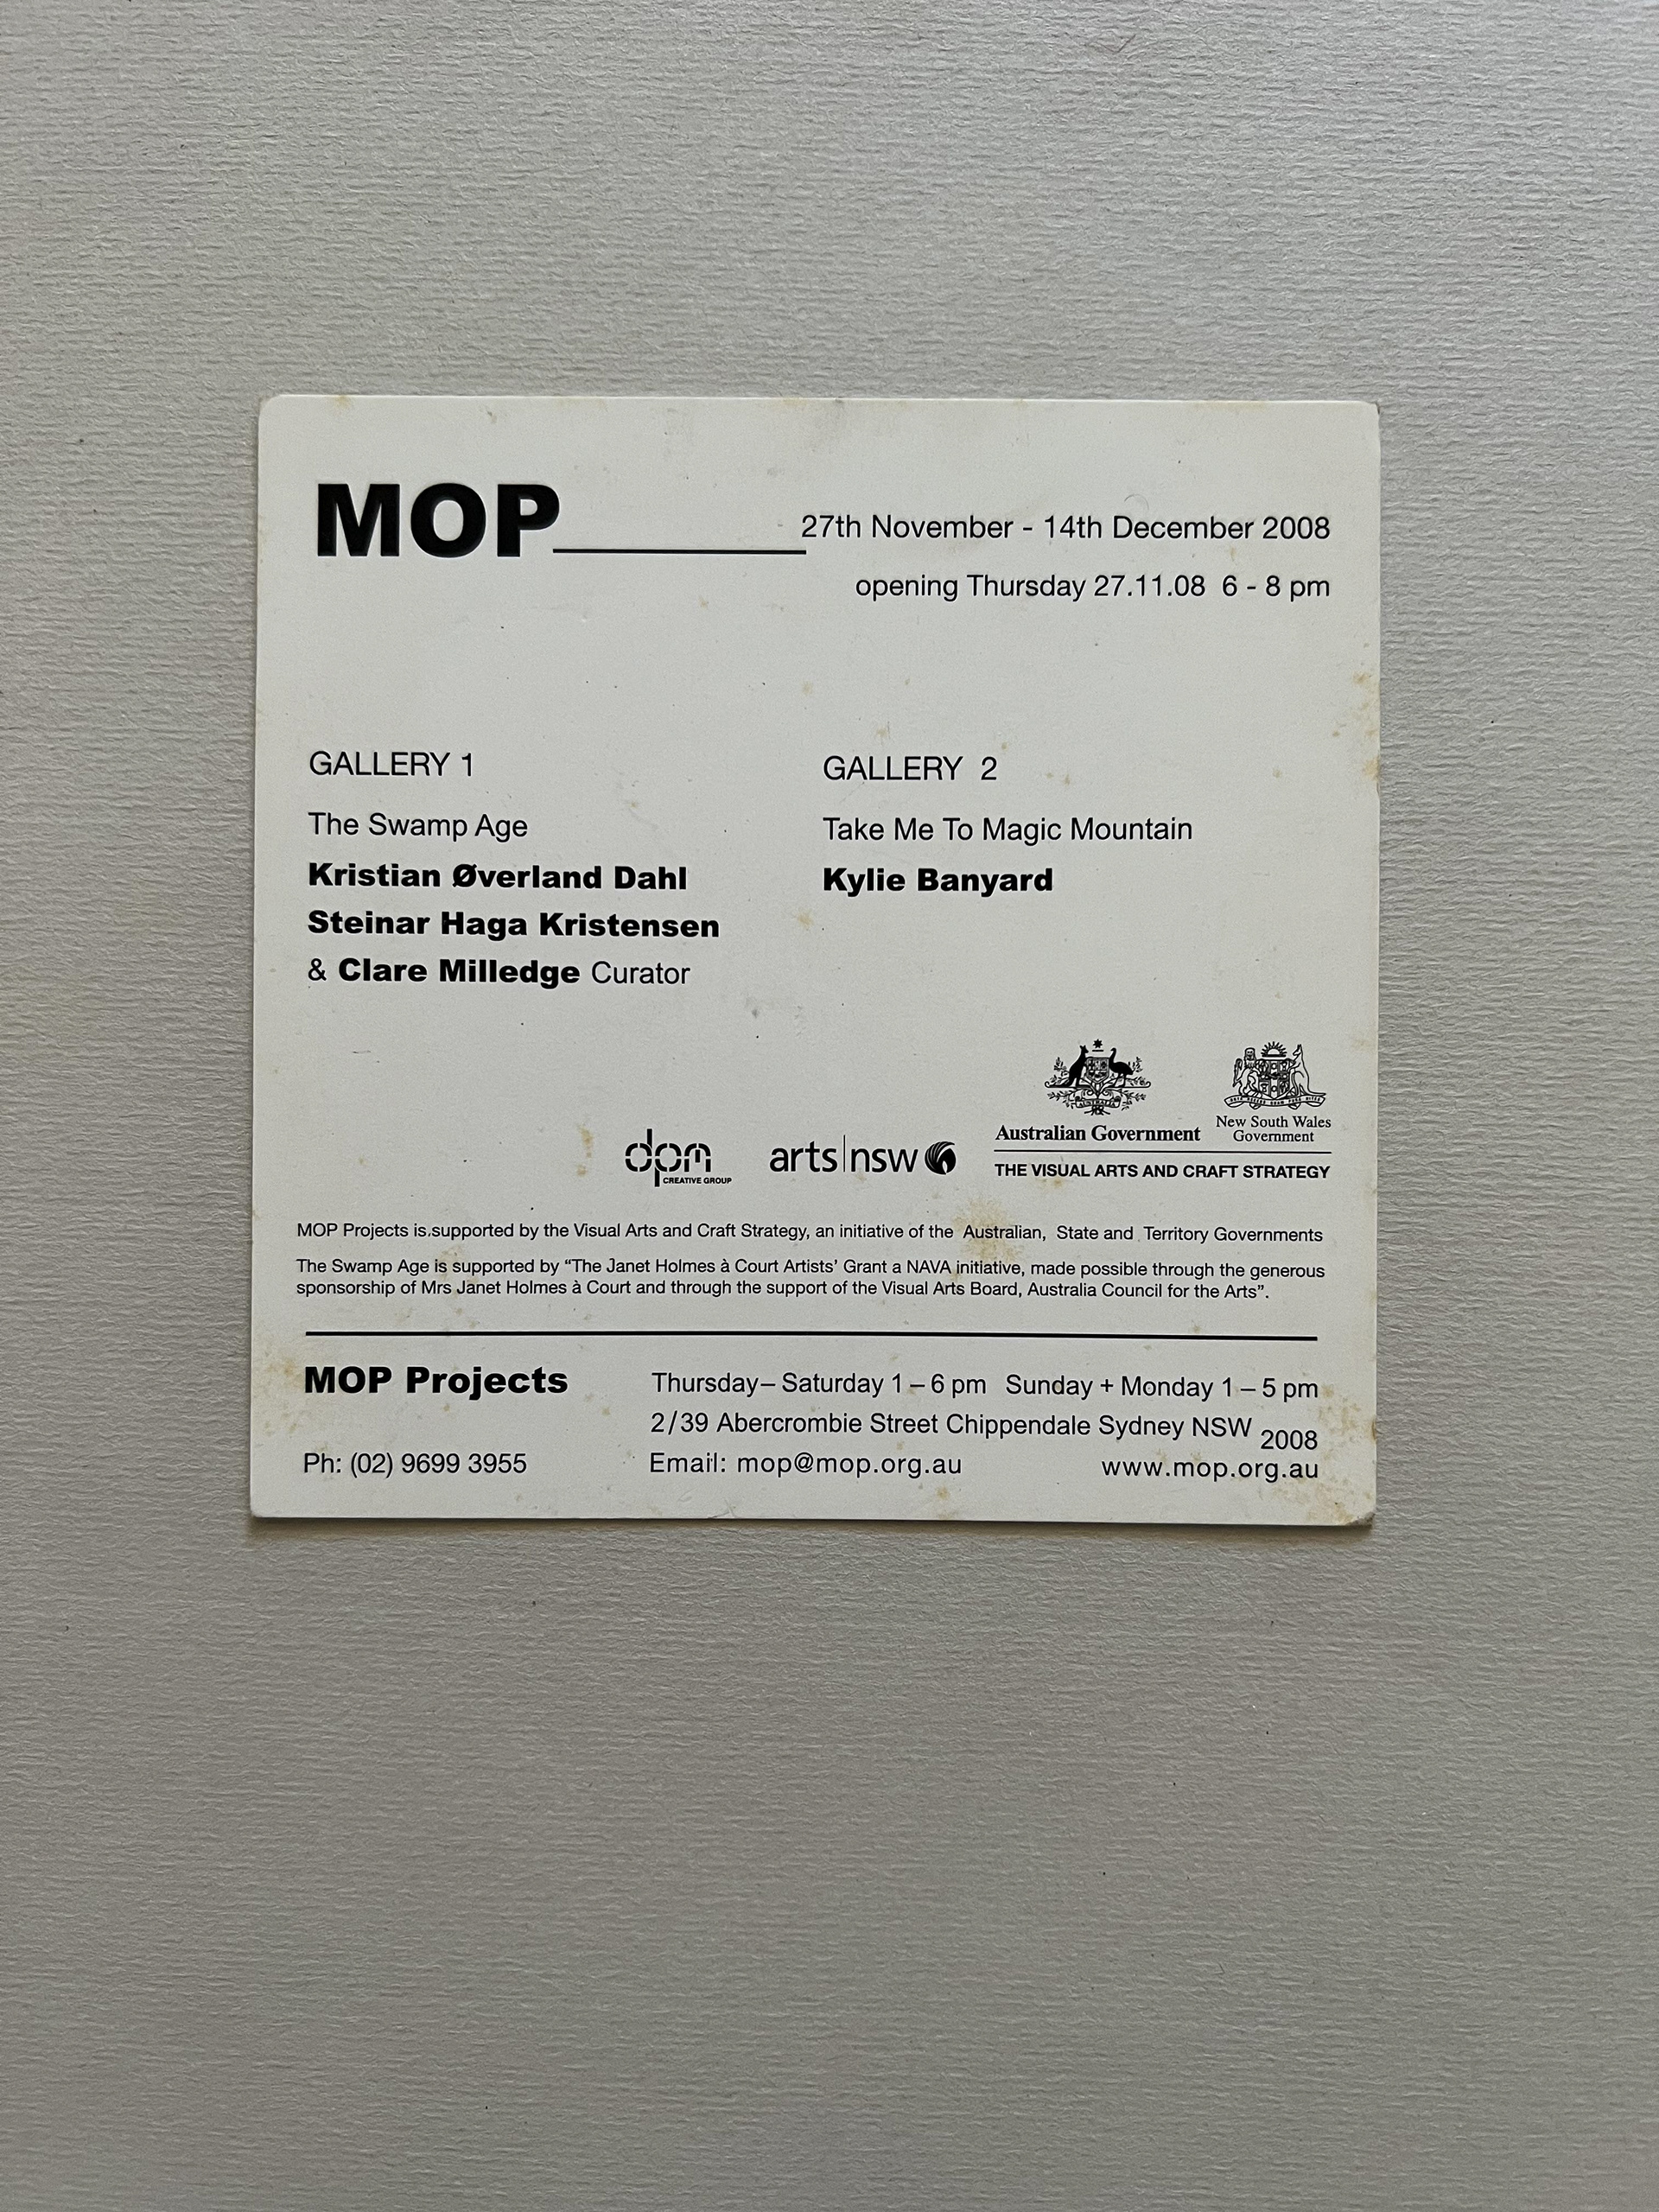 MOP
27th November - 14th December 2008
opening Thursday 27.11.08 6 - 8 pm
GALLERY 1
The Swamp Age
Kristian Øverland Dahl
Steinar Haga Kristensen
& Clare Milledge Curator
GALLERY 2
Take Me To Magic Mountain
Kylie Banyard
dpm
CREATIVE GROUP
arts|nsw
AUSTRALIA
Australian Government
New South Wales
Government
THE VISUAL ARTS AND CRAFT STRATEGY
MOP Projects is supported by the Visual Arts and Craft Strategy, an initiative of the Australian, State and Territory Governments
The Swamp Age is supported by “The Janet Holmes à Court Artists’ Grant a NAVA initiative, made possible through the generous
sponsorship of Mrs Janet Holmes à Court and through the support of the Visual Arts Board, Australia Council for the Arts”.
MOP Projects
Thursday – Saturday 1 – 6 pm Sunday + Monday 1 – 5 pm
2/39 Abercrombie Street Chippendale Sydney NSW 2008
Ph: (02) 9699 3955
Email: mop@mop.org.au
www.mop.org.au